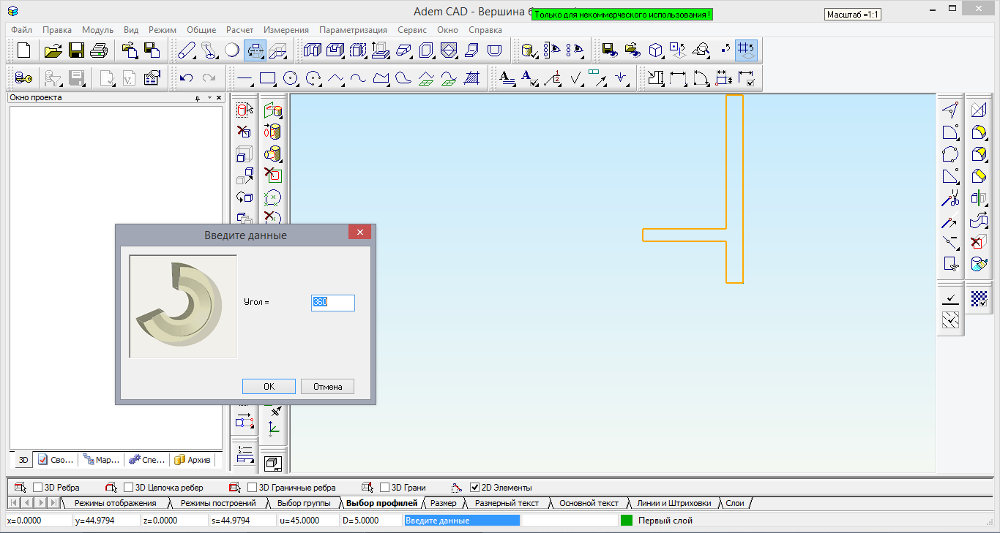 Adem CAD - Вершина
Только для некоммерческого использования !
Масштаб =1:1
Файл Правка Модуль Вид Режим Общие Расчет Измерения Параметризация Сервис Окно Справка
Окно проекта
Введите данные
Угол =
360
OK
Отмена
3D Сво... Мар... Спе... Архив
3D Ребра 3D Цепочка ребер 3D Граничные ребра 3D Грани 2D Элементы
Режимы отображения Режимы построений Выбор группы Выбор профилей Размер Размерный текст Основной текст Линии и Штриховки Слои
x=0.0000 y=44.9794 z=0.0000 s=44.9794 u=45.0000 D=5.0000 Введите данные Первый слой